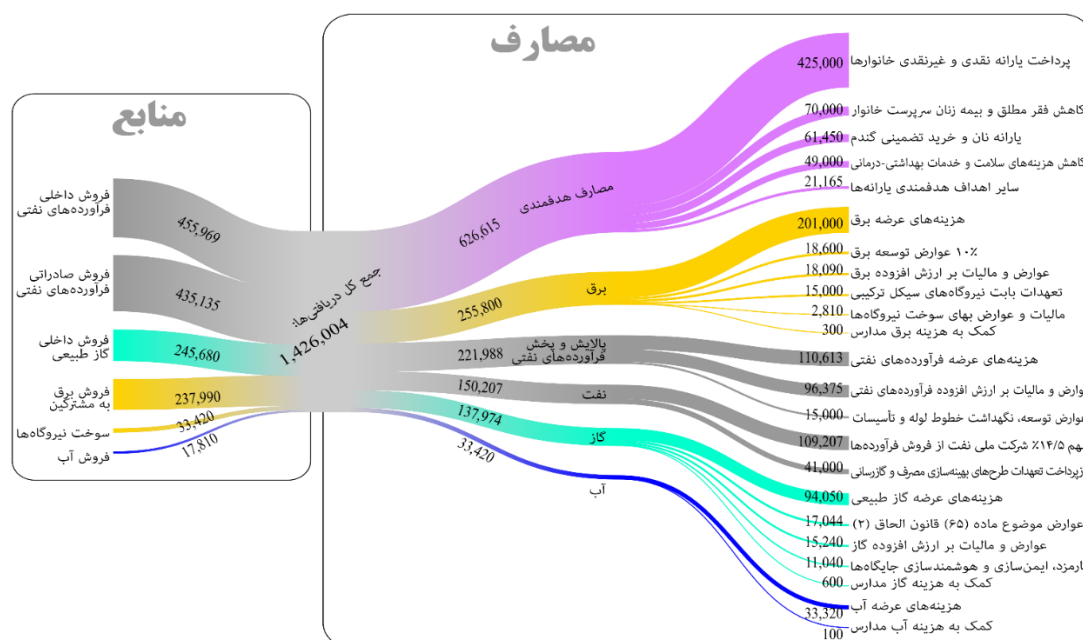 مصارف
منابع
فروش داخلی
فرآورده‌های نفتی
455,969
فروش صادراتی
فرآورده‌های نفتی
435,135
فروش داخلی
گاز طبیعی
245,680
فروش برق
به مشترکین
237,990
سوخت نیروگاه‌ها
33,420
فروش آب
17,810
جمع کل دریافتی‌ها:
1,426,004
مصارف هدفمندی
626,615
برق
255,800
پالایش و پخش
فرآورده‌های نفتی
221,988
نفت
150,207
گاز
137,974
آب
33,420
پرداخت یارانه نقدی و غیرنقدی خانوارها
425,000
کاهش فقر مطلق و بیمه زنان سرپرست خانوار
70,000
یارانه نان و خرید تضمینی گندم
61,450
کاهش هزینه‌های سلامت و خدمات بهداشتی-درمانی
49,000
سایر اهداف هدفمندی یارانه‌ها
21,165
هزینه‌های عرضه برق
201,000
۱۰٪ عوارض توسعه برق
18,600
عوارض و مالیات بر ارزش افزوده برق
18,090
تعهدات بابت نیروگاه‌های سیکل ترکیبی
15,000
مالیات و عوارض بهای سوخت نیروگاه‌ها
2,810
کمک به هزینه برق مدارس
300
هزینه‌های عرضه فرآورده‌های نفتی
110,613
وارض و مالیات بر ارزش افزوده فرآورده‌های نفتی
96,375
عوارض توسعه، نگهداشت خطوط لوله و تأسیسات
15,000
هم ۱۴/۵٪ شرکت ملی نفت از فروش فرآورده‌ها
109,207
زپرداخت تعهدات طرح‌های بهینه‌سازی مصرف و گازرسانی
41,000
هزینه‌های عرضه گاز طبیعی
94,050
عوارض موضوع ماده (۶۵) قانون الحاق (۲)
17,044
عوارض و مالیات بر ارزش افزوده گاز
15,240
ارمزد، ایمن‌سازی و هوشمندسازی جایگاه‌ها
11,040
کمک به هزینه گاز مدارس
600
هزینه‌های عرضه آب
33,320
کمک به هزینه آب مدارس
100